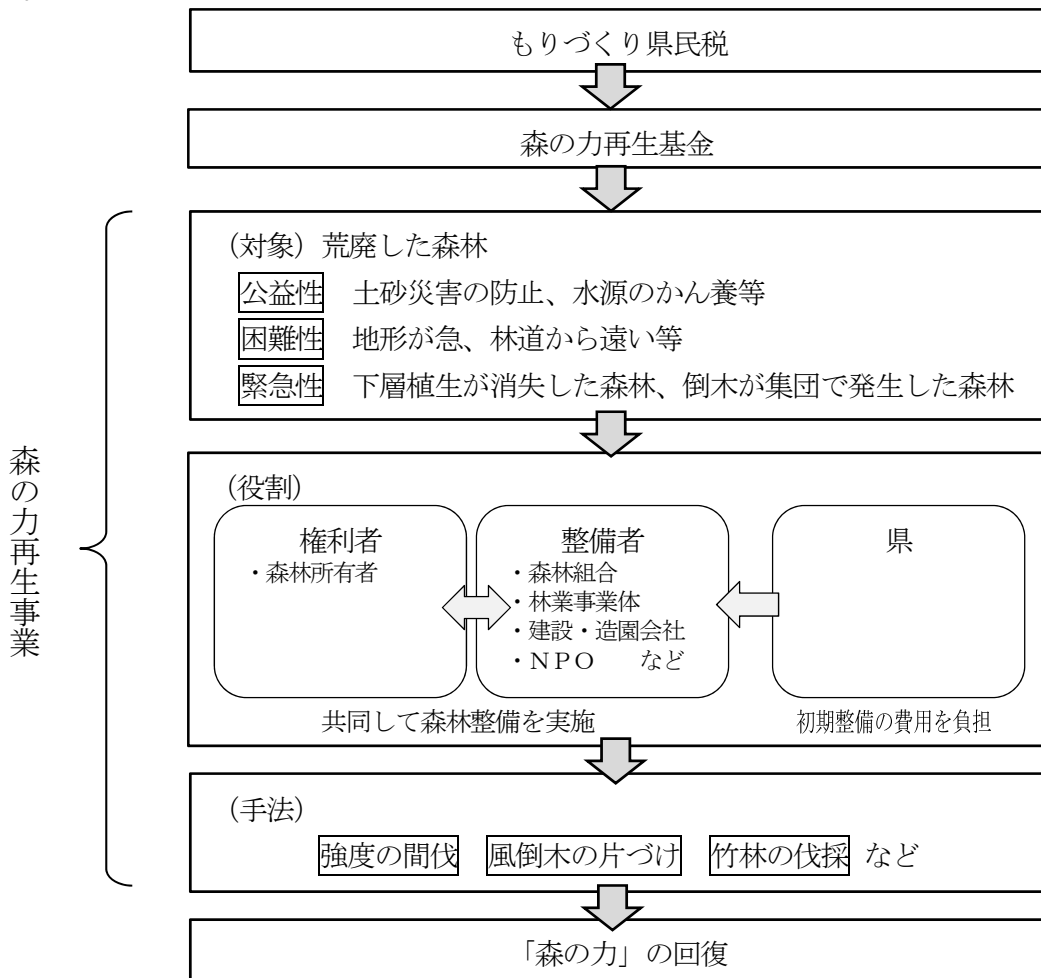 もりづくり県民税
森の力再生基金
森の力再生事業
(対象) 荒廃した森林
公益性 土砂災害の防止、水源のかん養等
困難性 地形が急、林道から遠い等
緊急性 下層植生が消失した森林、倒木が集団で発生した森林
(役割)
権利者
・森林所有者
整備者
・森林組合
・林業事業体
・建設・造園会社
・ＮＰＯ など
県
共同して森林整備を実施
初期整備の費用を負担
(手法)
強度の間伐 風倒木の片づけ 竹林の伐採 など
「森の力」の回復